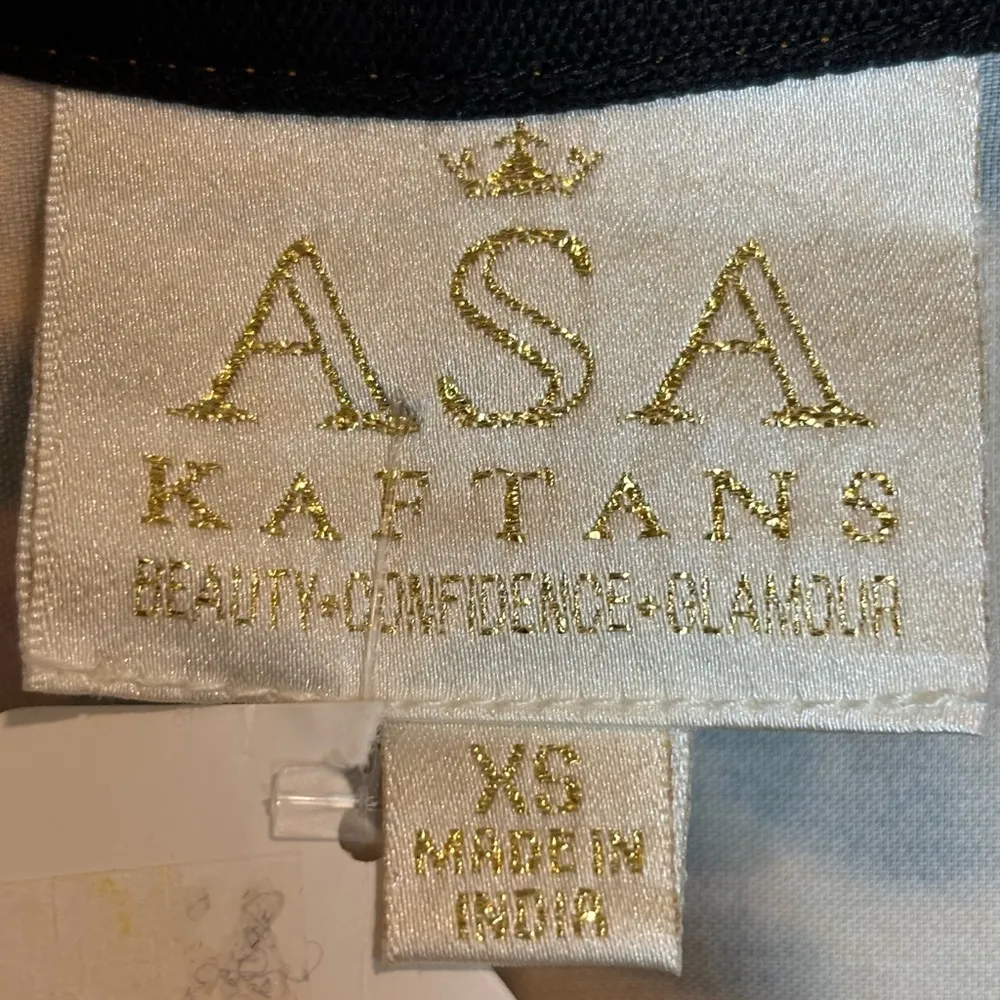 ASA
KAFTANS
BEAUTY+CONFIDENCE+GLAMOUR
XS
MADE IN
INDIA